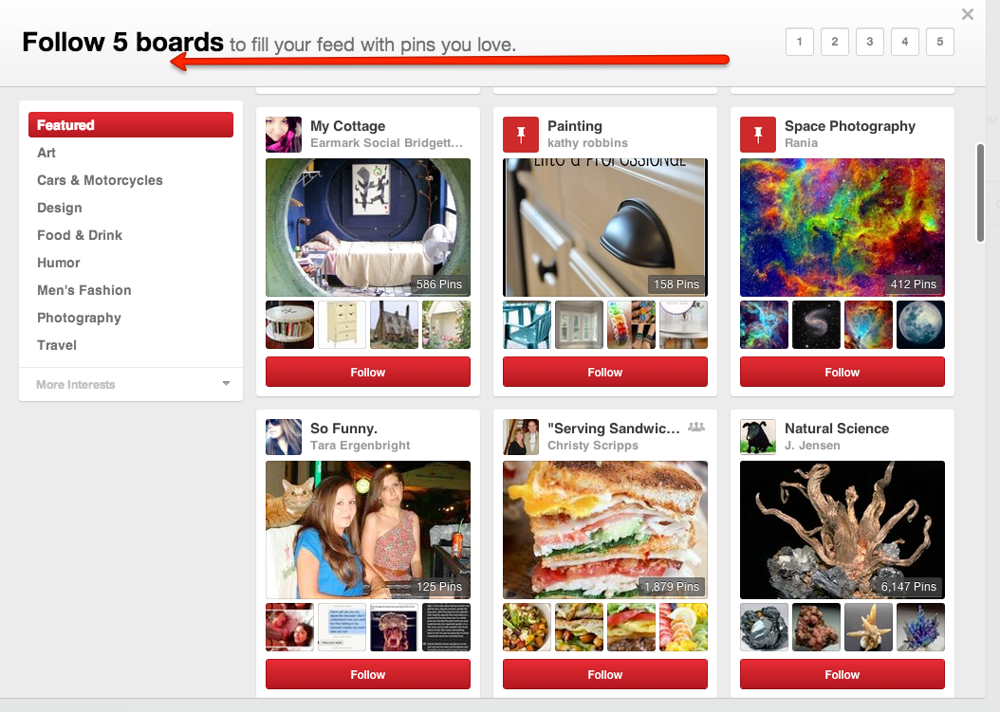 Follow 5 boards to fill your feed with pins you love.
1 2 3 4 5
Featured
Art
Cars & Motorcycles
Design
Food & Drink
Humor
Men's Fashion
Photography
Travel
More Interests
My Cottage
Earmark Social Bridgett...
586 Pins
Follow
Painting
kathy robbins
158 Pins
Follow
Space Photography
Rania
412 Pins
Follow
So Funny.
Tara Ergenbright
125 Pins
Follow
"Serving Sandwic...
Christy Scripps
1,879 Pins
Follow
Natural Science
J. Jensen
6,147 Pins
Follow